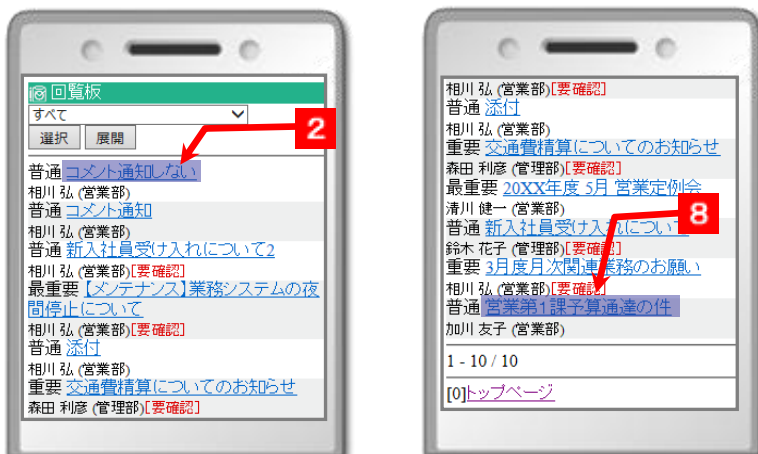 回覧板
すべて
選択 展開
2
普通 コメント通知しない
相川 弘 (営業部)
普通 コメント通知
相川 弘 (営業部)
普通 新入社員受け入れについて2
相川 弘 (営業部)[要確認]
最重要 【メンテナンス】業務システムの夜
間停止について
相川 弘 (営業部)[要確認]
普通 添付
相川 弘 (営業部)
重要 交通費精算についてのお知らせ
森田 利彦 (管理部)[要確認]
相川 弘 (営業部)[要確認]
普通 添付
相川 弘 (営業部)
重要 交通費精算についてのお知らせ
森田 利彦 (管理部)[要確認]
最重要 20XX年度 5月 営業定例会
清川 健一 (営業部)
8
普通 新入社員受け入れについて
鈴木 花子 (管理部)[要確認]
重要 3月度月次関連業務のお願い
相川 弘 (営業部)[要確認]
普通 営業第1課予算通達の件
加川 友子 (営業部)
1 - 10 / 10
[0]トップページ